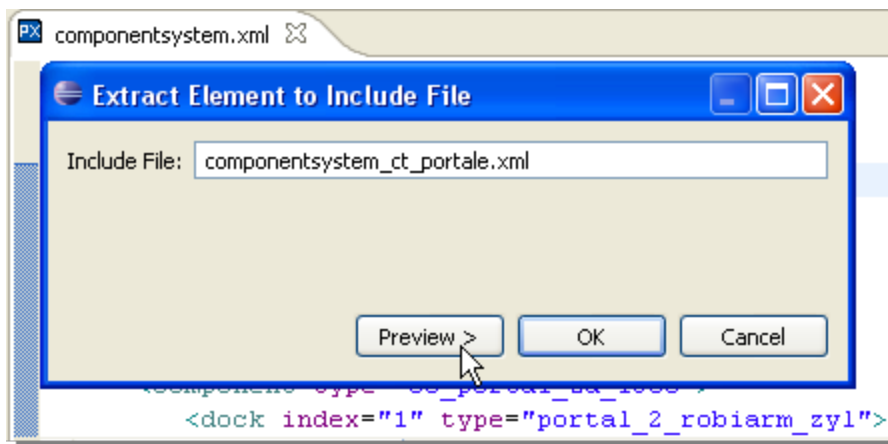 PX componentsystem.xml
Extract Element to Include File
Include File: componentsystem_ct_portale.xml
Preview > OK Cancel
<dock index="1" type="portal_2_robiarm_zyl">